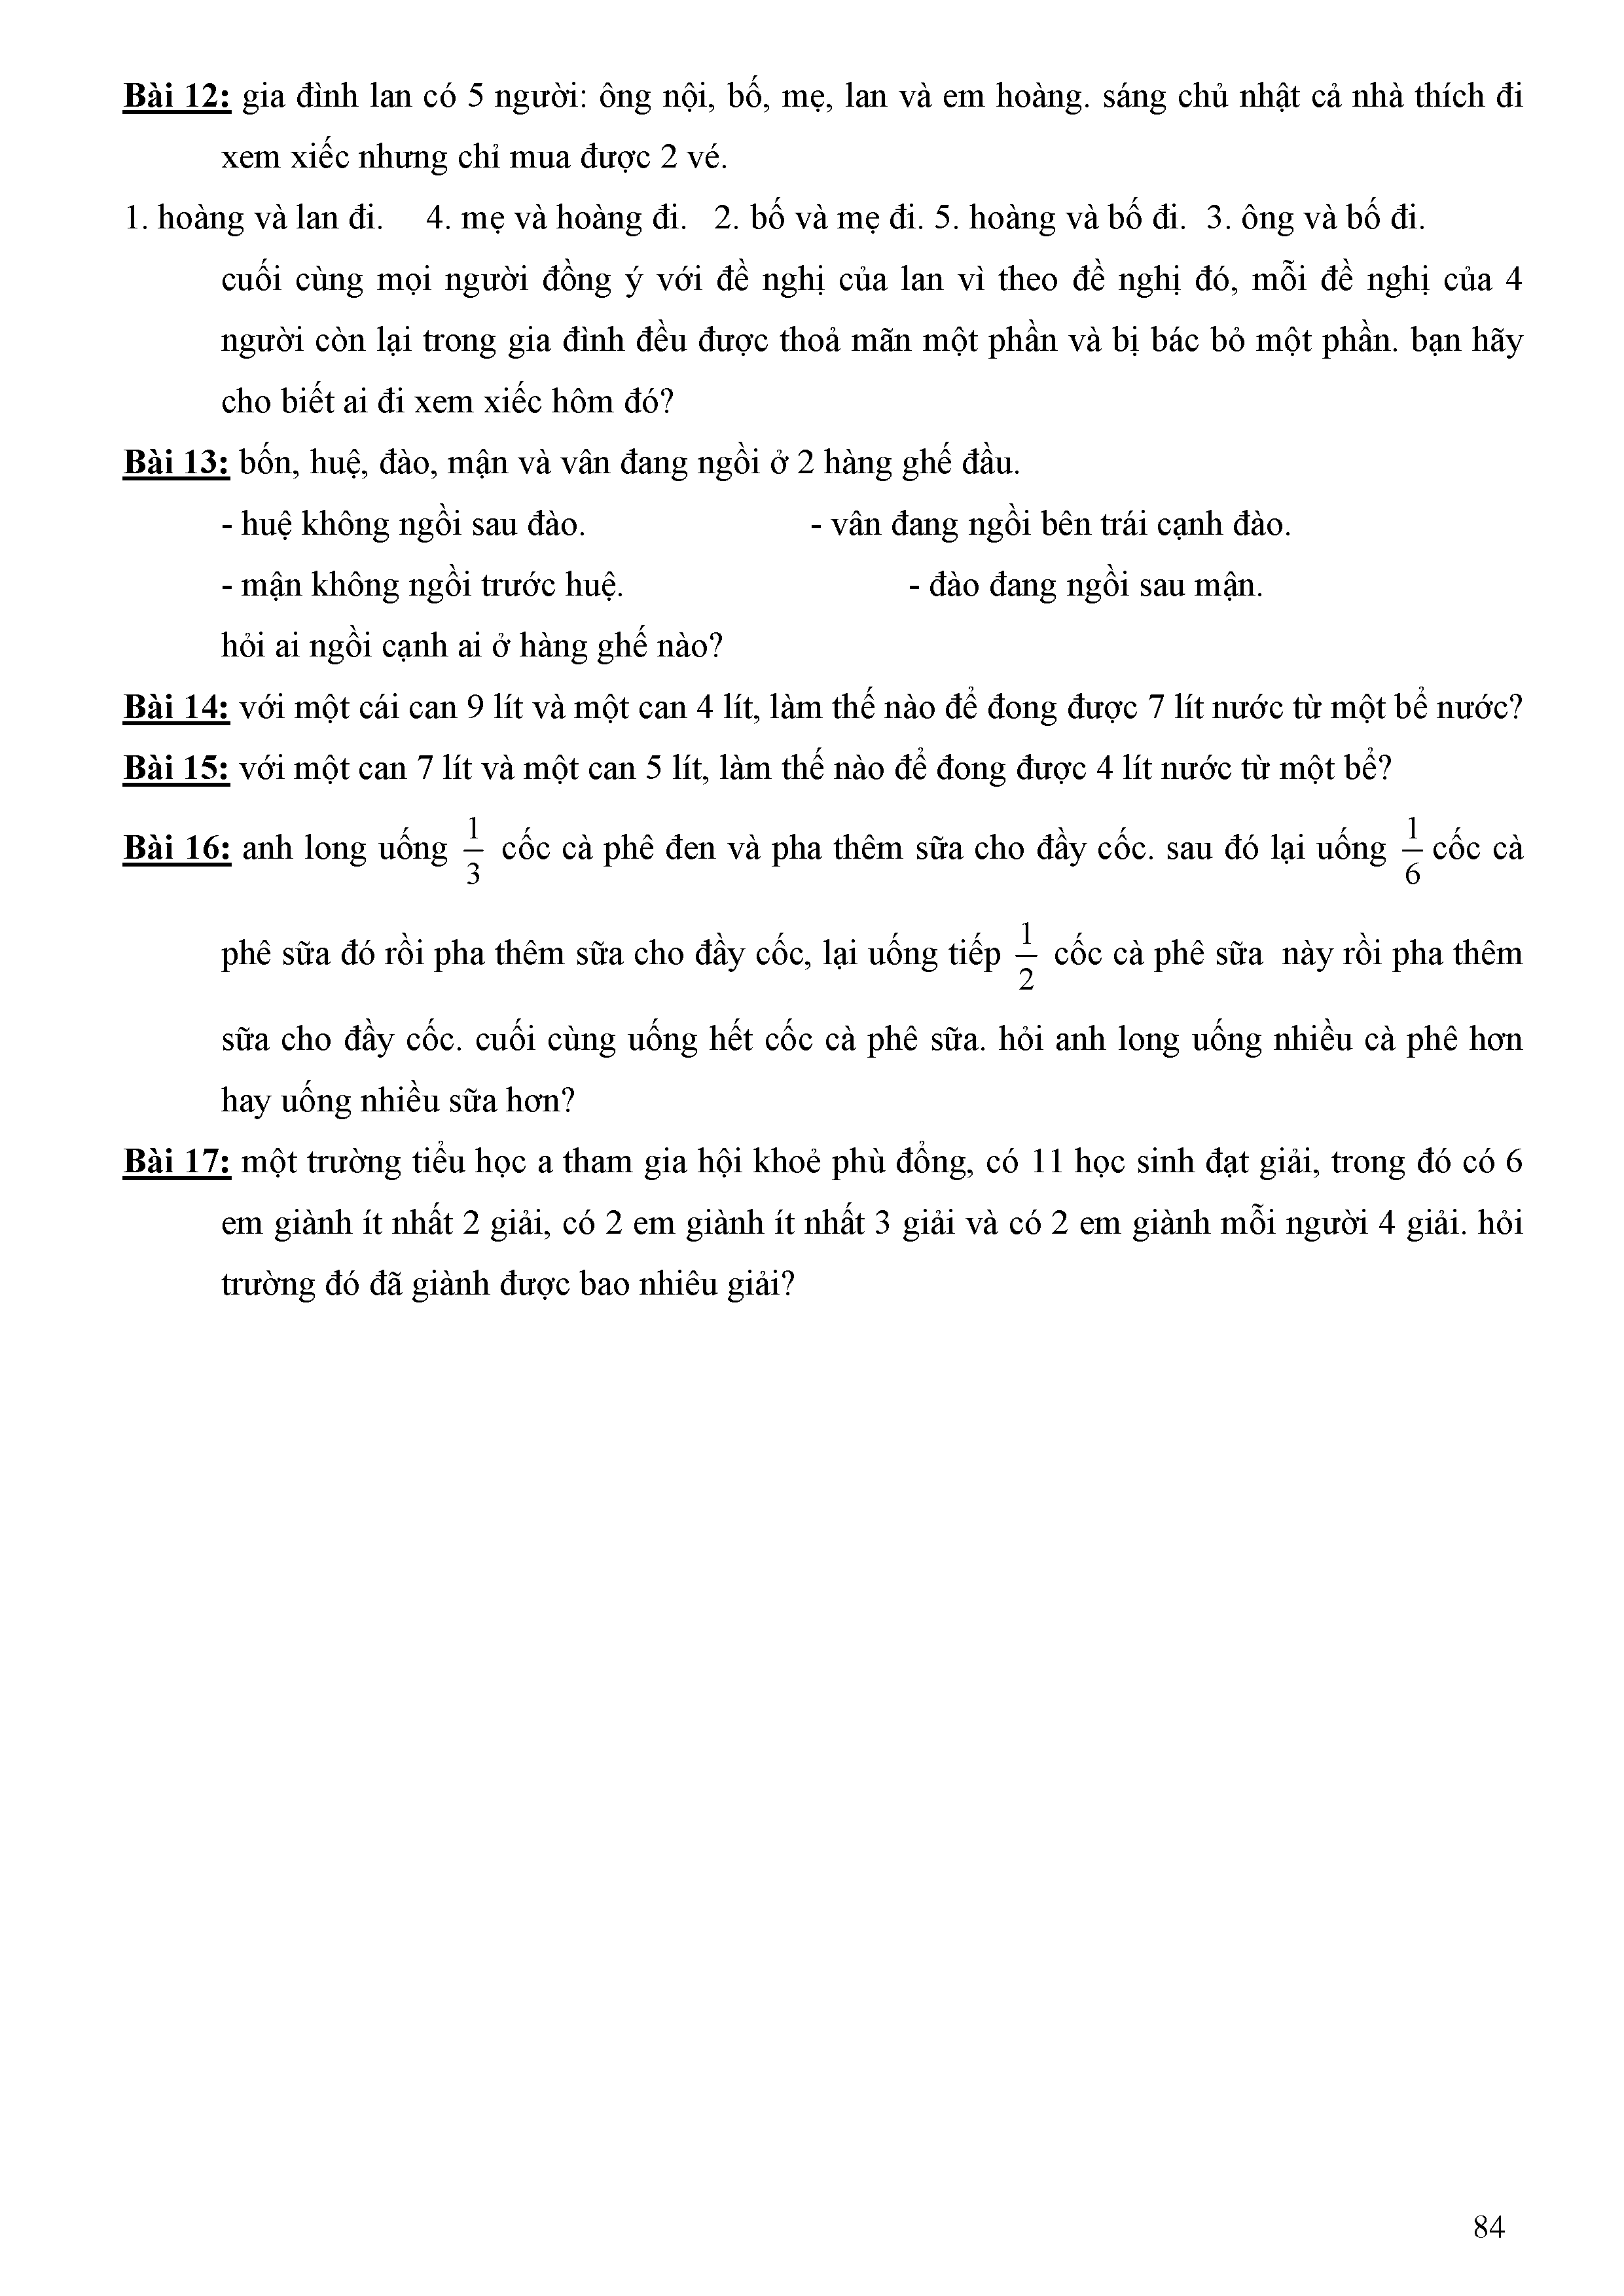 Bài 12: gia đình lan có 5 người: ông nội, bố, mẹ, lan và em hoàng. sáng chủ nhật cả nhà thích đi
xem xiếc nhưng chỉ mua được 2 vé.
1. hoàng và lan đi. 4. mẹ và hoàng đi. 2. bố và mẹ đi. 5. hoàng và bố đi. 3. ông và bố đi.
cuối cùng mọi người đồng ý với đề nghị của lan vì theo đề nghị đó, mỗi đề nghị của 4
người còn lại trong gia đình đều được thoả mãn một phần và bị bác bỏ một phần. bạn hãy
cho biết ai đi xem xiếc hôm đó?
Bài 13: bốn, huệ, đào, mận và vân đang ngồi ở 2 hàng ghế đầu.
- huệ không ngồi sau đào. - vân đang ngồi bên trái cạnh đào.
- mận không ngồi trước huệ. - đào đang ngồi sau mận.
hỏi ai ngồi cạnh ai ở hàng ghế nào?
Bài 14: với một cái can 9 lít và một can 4 lít, làm thế nào để đong được 7 lít nước từ một bể nước?
Bài 15: với một can 7 lít và một can 5 lít, làm thế nào để đong được 4 lít nước từ một bể?
Bài 16: anh long uống 1/3 cốc cà phê đen và pha thêm sữa cho đầy cốc. sau đó lại uống 1/6 cốc cà
phê sữa đó rồi pha thêm sữa cho đầy cốc, lại uống tiếp 1/2 cốc cà phê sữa này rồi pha thêm
sữa cho đầy cốc. cuối cùng uống hết cốc cà phê sữa. hỏi anh long uống nhiều cà phê hơn
hay uống nhiều sữa hơn?
Bài 17: một trường tiểu học a tham gia hội khoẻ phù đổng, có 11 học sinh đạt giải, trong đó có 6
em giành ít nhất 2 giải, có 2 em giành ít nhất 3 giải và có 2 em giành mỗi người 4 giải. hỏi
trường đó đã giành được bao nhiêu giải?
84